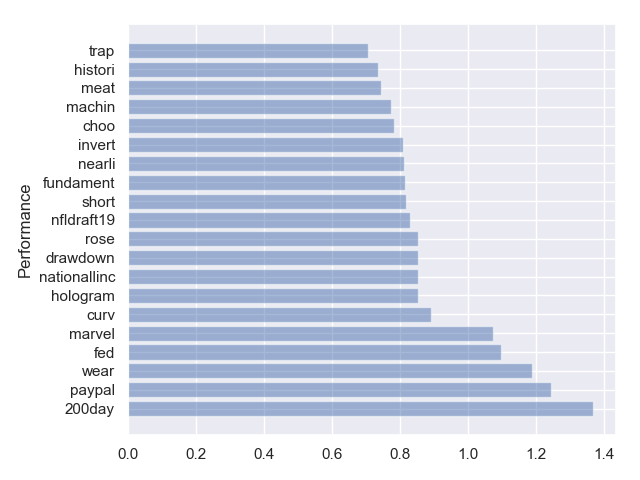 trap
histori
meat
machin
choo
invert
nearli
fundament
short
nfldraft19
rose
drawdown
nationallinc
hologram
curv
marvel
fed
wear
paypal
200day
Performance
0.0 0.2 0.4 0.6 0.8 1.0 1.2 1.4